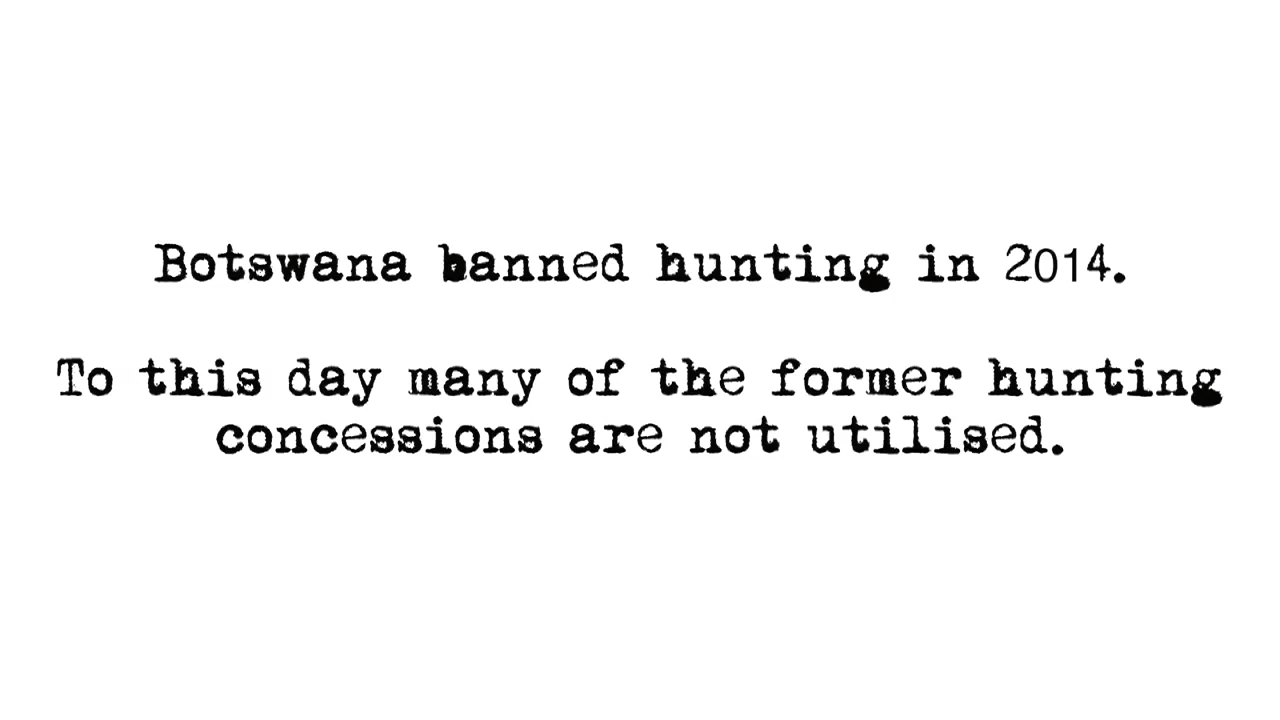 Botswana banned hunting in 2014.
To this day many of the former hunting
concessions are not utilised.